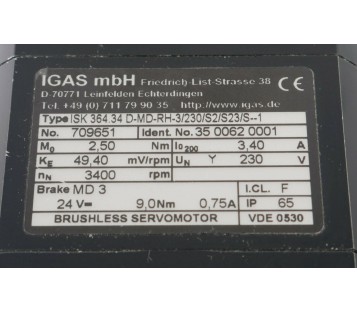 IGAS mbH Friedrich-List-Strasse 38
D-70771 Leinfelden Echterdingen
Tel. +49 (0) 711 79 90 35 http://www.igas.de
CE
Type ISK 364.34 D-MD-RH-3/230/S2/S23/S--1
No. 709651 Ident. No. 35 0062 0001
M0 2,50 Nm I0 200 3,40 A
KE 49,40 mV/rpm UN Y 230 V
nN 3400 rpm
Brake MD 3 I.CL. F
24 V= 9,0Nm 0,75A IP 65
BRUSHLESS SERVOMOTOR VDE 0530